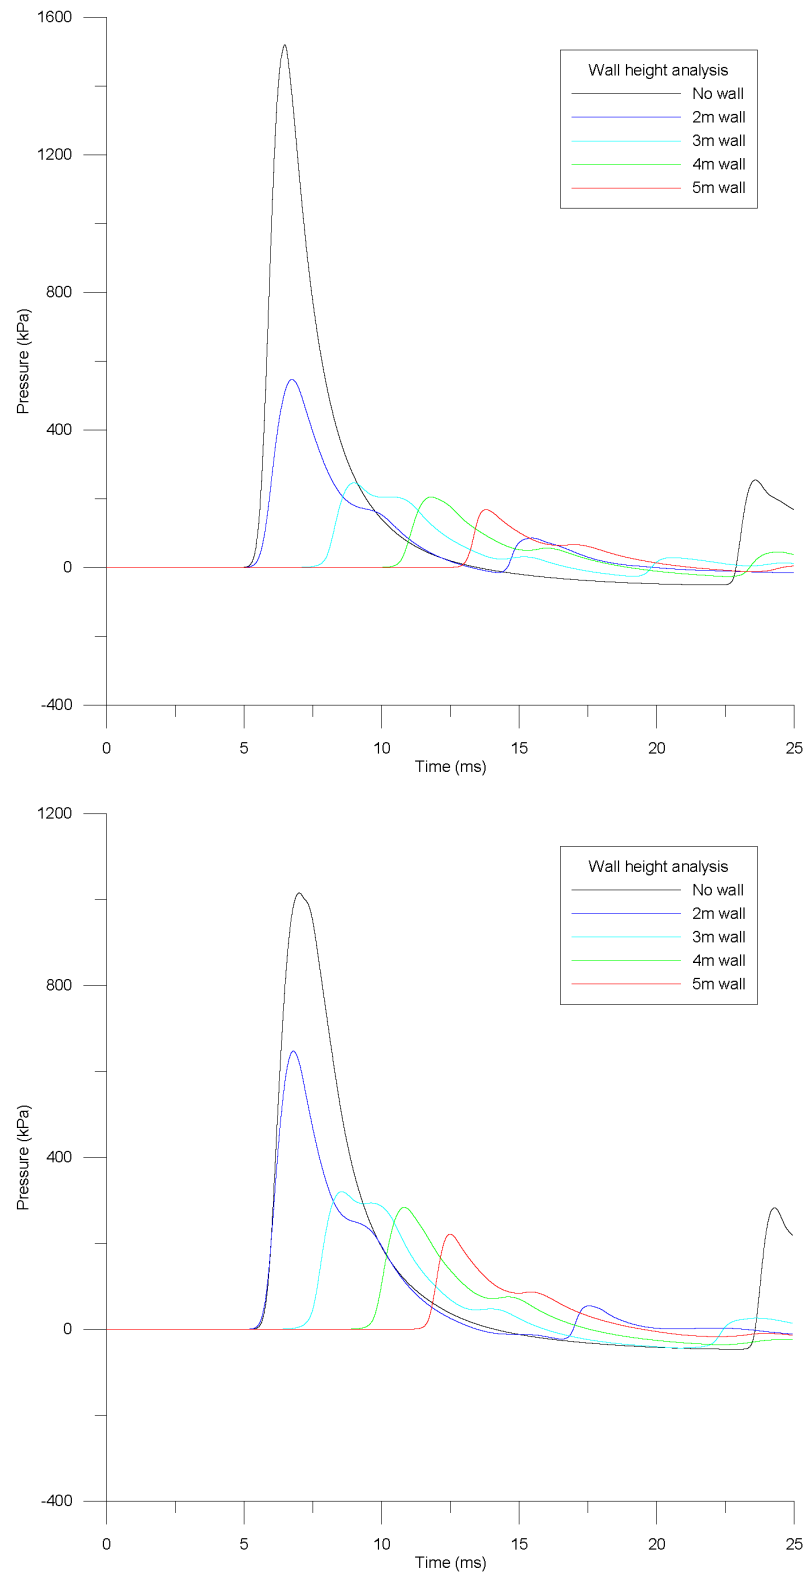 1600
Wall height analysis
No wall
2m wall
3m wall
4m wall
5m wall
1200
800
Pressure (kPa)
400
0
-400
0 5 10 15 20 25
Time (ms)
1200
Wall height analysis
No wall
2m wall
3m wall
4m wall
5m wall
800
Pressure (kPa)
400
0
-400
0 5 10 15 20 25
Time (ms)